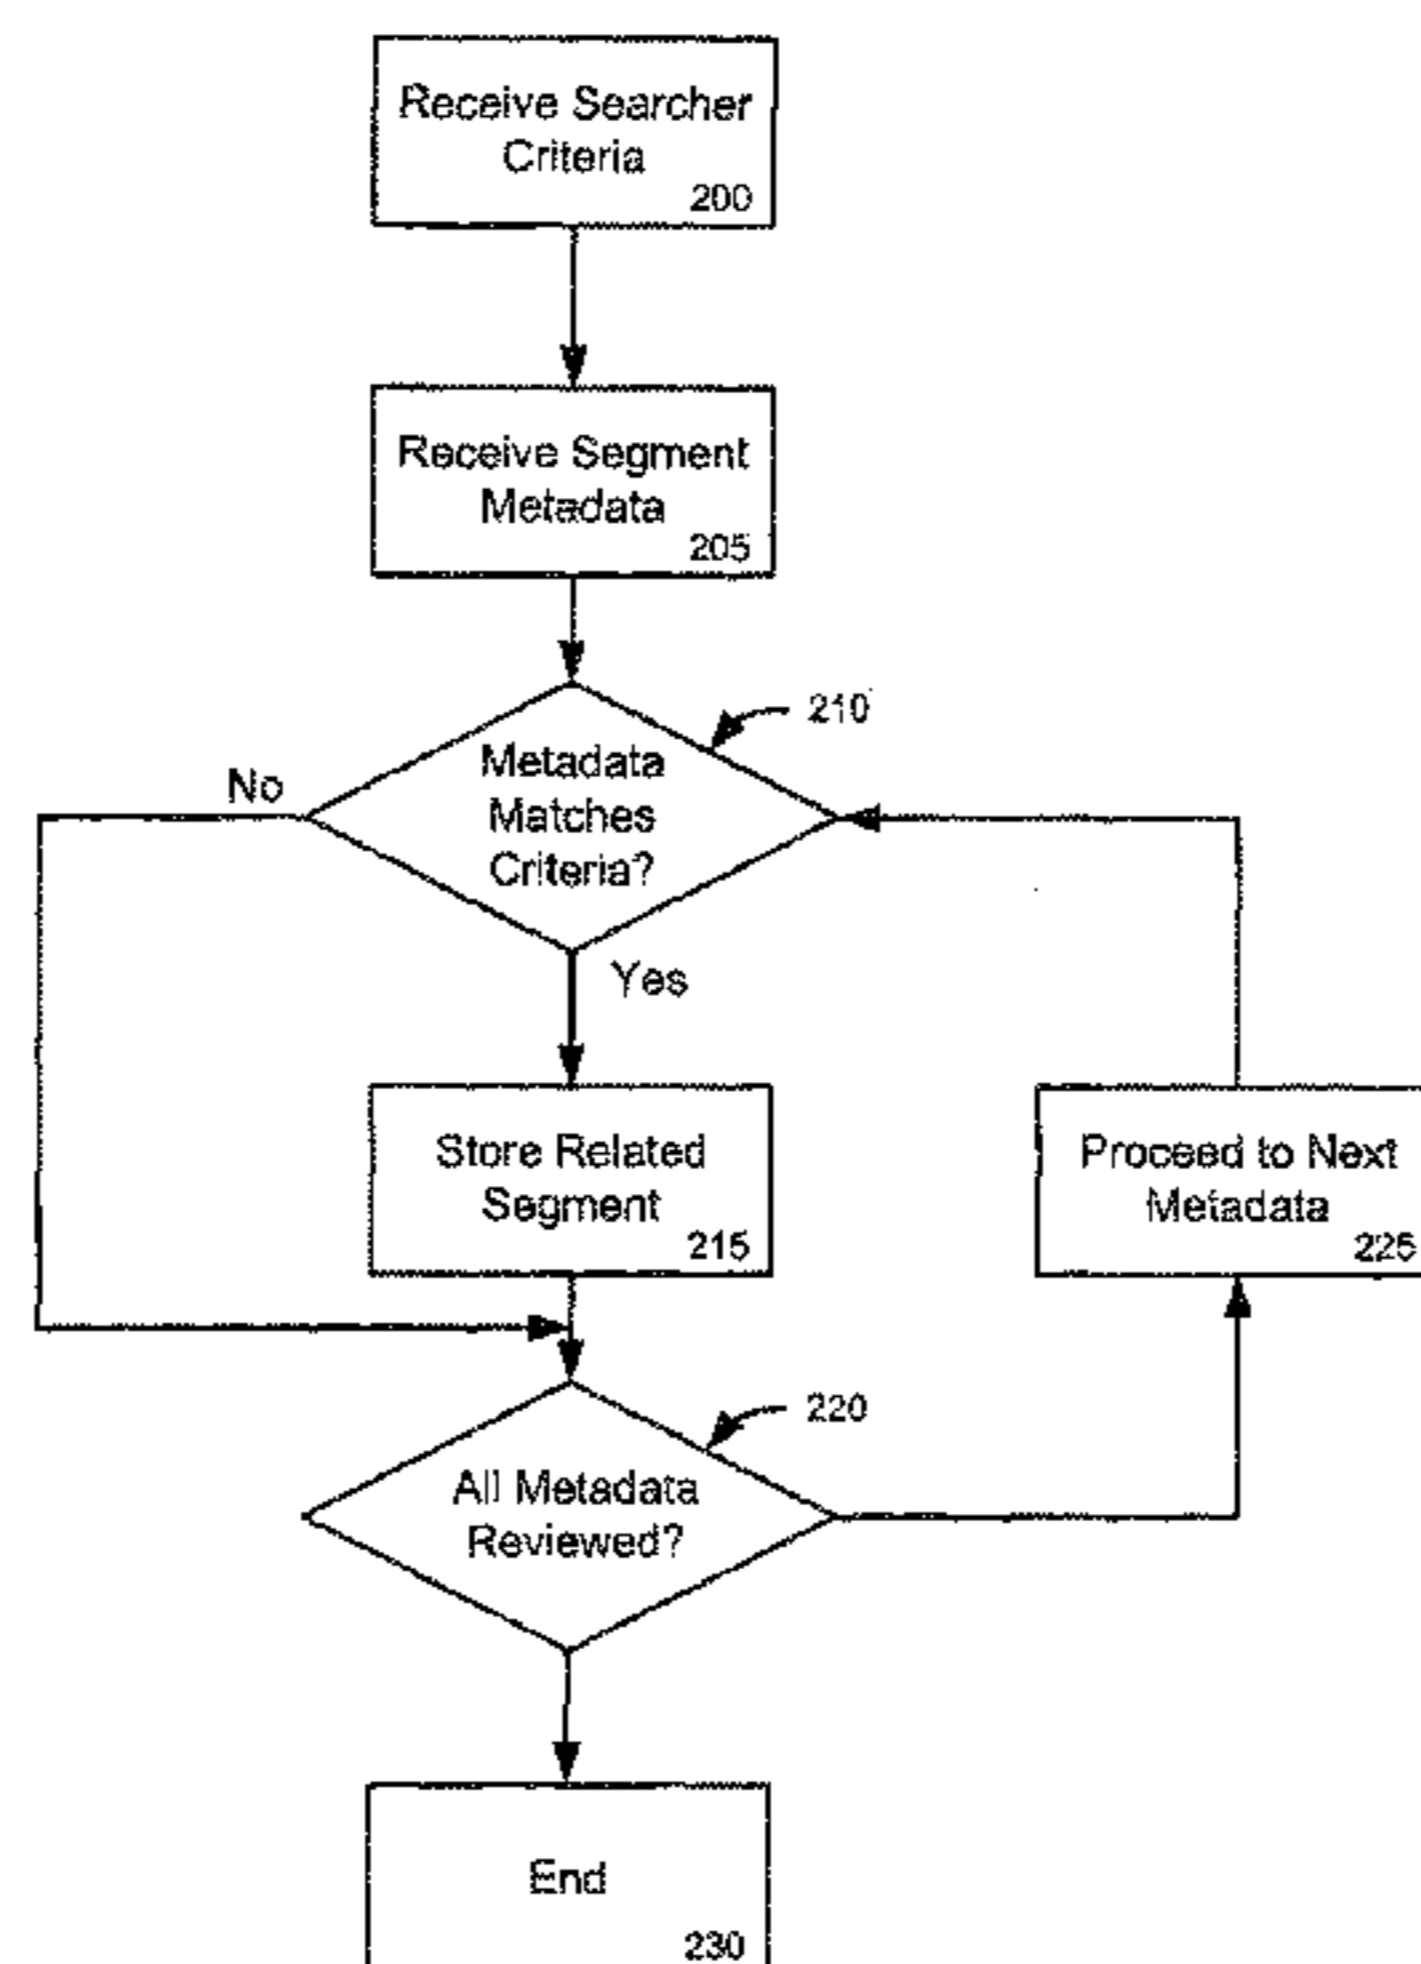 Receive Searcher
Criteria
200
Receive Segment
Metadata
205
210
Metadata
Matches
Criteria?
No
Yes
Store Related
Segment
215
Proceed to Next
Metadata
225
220
All Metadata
Reviewed?
End
230